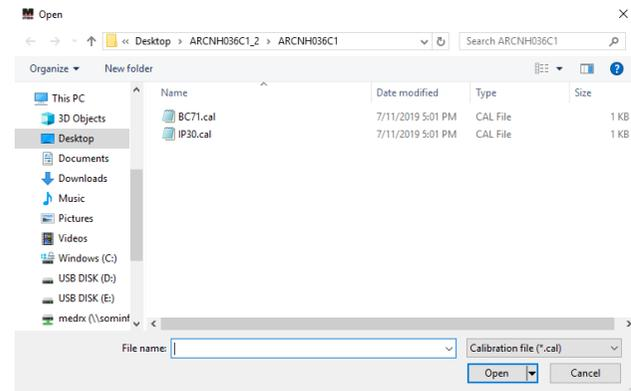 Open
« Desktop > ARCNH036C1_2 > ARCNH036C1
Search ARCNH036C1
Organize
New folder
This PC
3D Objects
Desktop
Documents
Downloads
Music
Pictures
Videos
Windows (C:)
USB DISK (D:)
USB DISK (E:)
medrx (\\sominf
Name Date modified Type Size
BC71.cal 7/11/2019 5:01 PM CAL File 1 KB
IP30.cal 7/11/2019 5:01 PM CAL File 1 KB
File name:
Calibration file (*.cal)
Open
Cancel